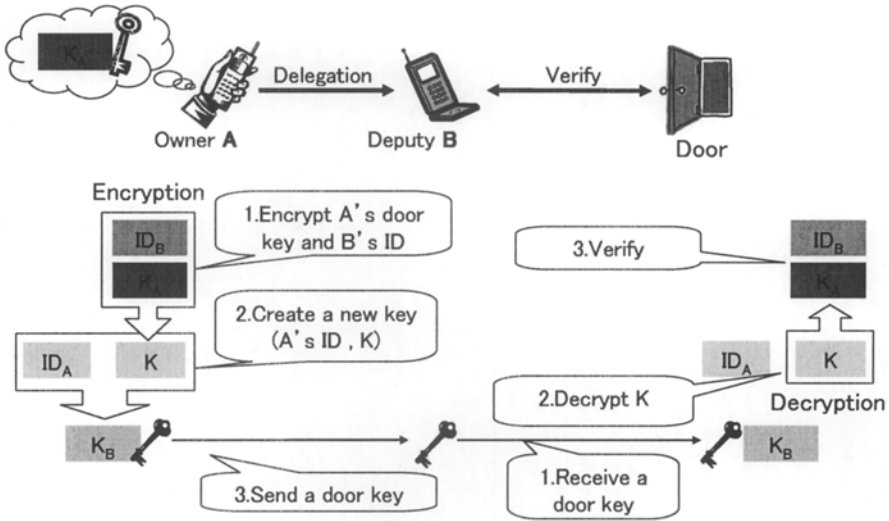 K_A
Delegation
Verify
Owner A
Deputy B
Door
Encryption
ID_B
K_A
1.Encrypt A's door
key and B's ID
2.Create a new key
(A's ID , K)
ID_A
K
K_B
3.Send a door key
1.Receive a
door key
2.Decrypt K
3.Verify
ID_B
K_A
ID_A
K
Decryption
K_B